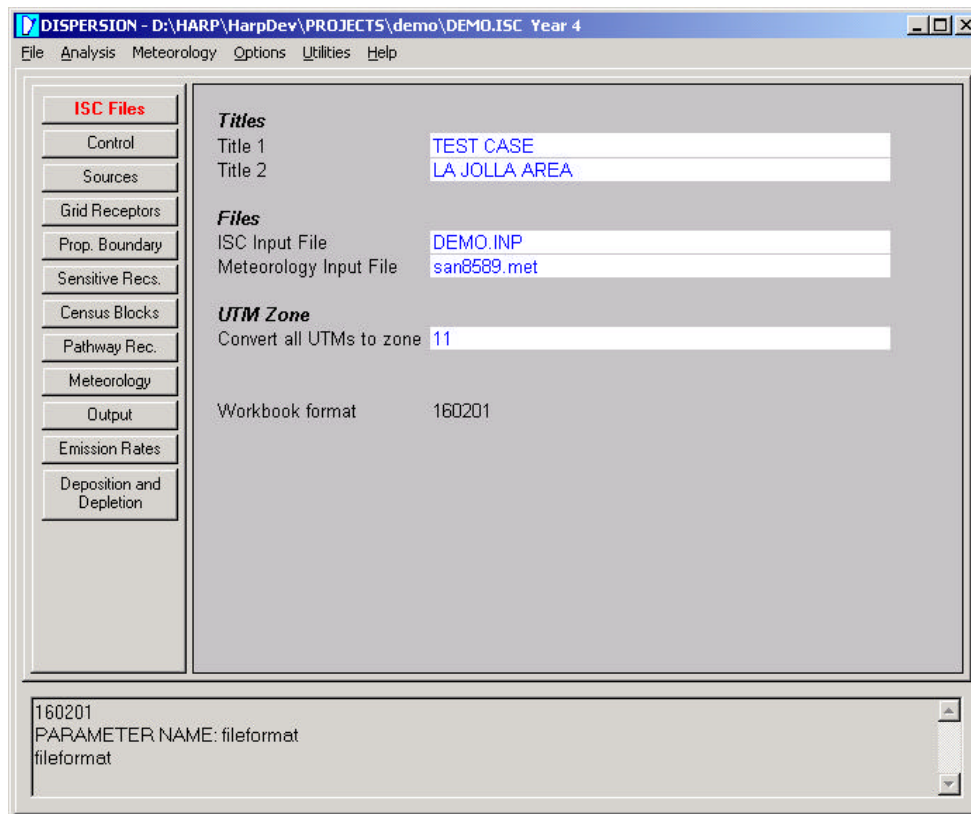 DISPERSION - D:\HARP\HarpDev\PROJECTS\demo\DEMO.ISC Year 4
File Analysis Meteorology Options Utilities Help
ISC Files
Control
Sources
Grid Receptors
Prop. Boundary
Sensitive Recs.
Census Blocks
Pathway Rec.
Meteorology
Output
Emission Rates
Deposition and
Depletion
Titles
Title 1 TEST CASE
Title 2 LA JOLLA AREA
Files
ISC Input File DEMO.INP
Meteorology Input File san8589.met
UTM Zone
Convert all UTMs to zone 11
Workbook format 160201
160201
PARAMETER NAME: fileformat
fileformat